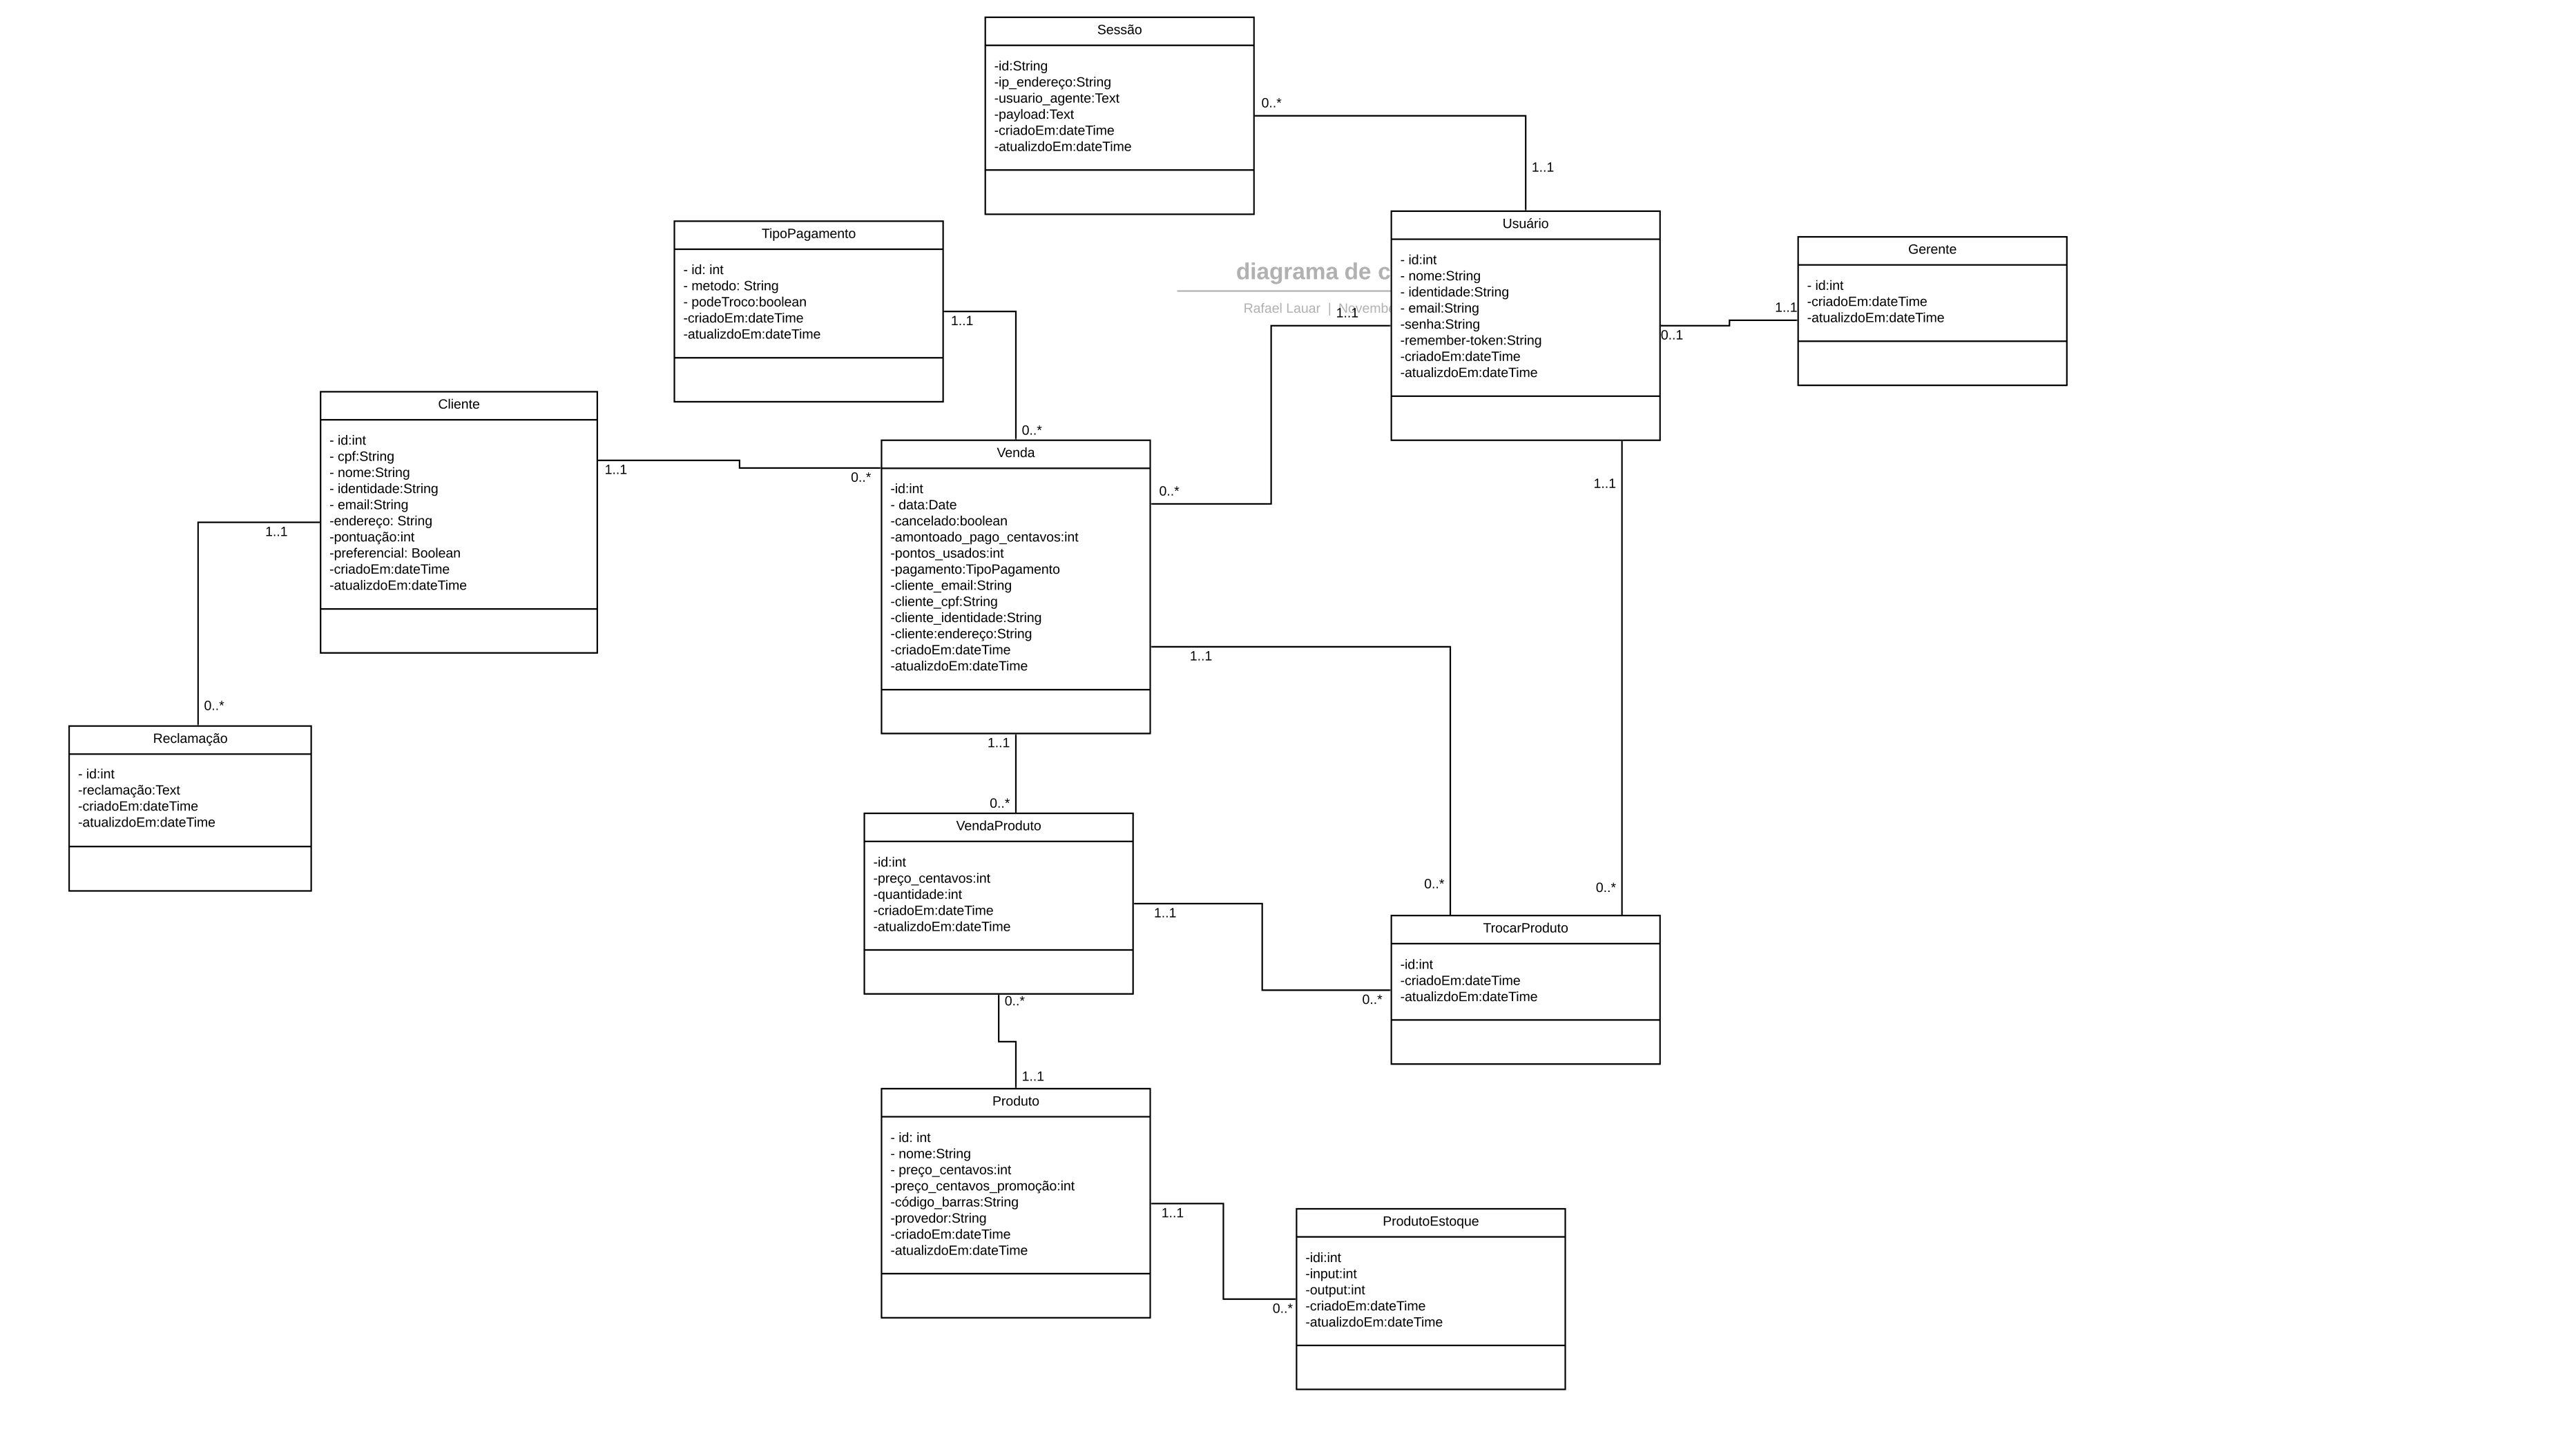 Sessão
-id:String
-ip_endereço:String
-usuario_agente:Text
-payload:Text
-criadoEm:dateTime
-atualizdoEm:dateTime
0..*
1..1
TipoPagamento
- id: int
- metodo: String
- podeTroco:boolean
-criadoEm:dateTime
-atualizdoEm:dateTime
1..1
0..*
diagrama de c
Rafael Lauar | Novembe
1..1
Usuário
- id:int
- nome:String
- identidade:String
- email:String
-senha:String
-remember-token:String
-criadoEm:dateTime
-atualizdoEm:dateTime
0..1
1..1
Gerente
- id:int
-criadoEm:dateTime
-atualizdoEm:dateTime
Cliente
- id:int
- cpf:String
- nome:String
- identidade:String
- email:String
-endereço: String
-pontuação:int
-preferencial: Boolean
-criadoEm:dateTime
-atualizdoEm:dateTime
1..1
0..*
1..1
0..*
Venda
-id:int
- data:Date
-cancelado:boolean
-amontoado_pago_centavos:int
-pontos_usados:int
-pagamento:TipoPagamento
-cliente_email:String
-cliente_cpf:String
-cliente_identidade:String
-cliente:endereço:String
-criadoEm:dateTime
-atualizdoEm:dateTime
0..*
1..1
1..1
1..1
0..*
0..*
0..*
Reclamação
- id:int
-reclamação:Text
-criadoEm:dateTime
-atualizdoEm:dateTime
VendaProduto
-id:int
-preço_centavos:int
-quantidade:int
-criadoEm:dateTime
-atualizdoEm:dateTime
1..1
0..*
0..*
1..1
TrocarProduto
-id:int
-criadoEm:dateTime
-atualizdoEm:dateTime
Produto
- id: int
- nome:String
- preço_centavos:int
-preço_centavos_promoção:int
-código_barras:String
-provedor:String
-criadoEm:dateTime
-atualizdoEm:dateTime
1..1
0..*
ProdutoEstoque
-idi:int
-input:int
-output:int
-criadoEm:dateTime
-atualizdoEm:dateTime